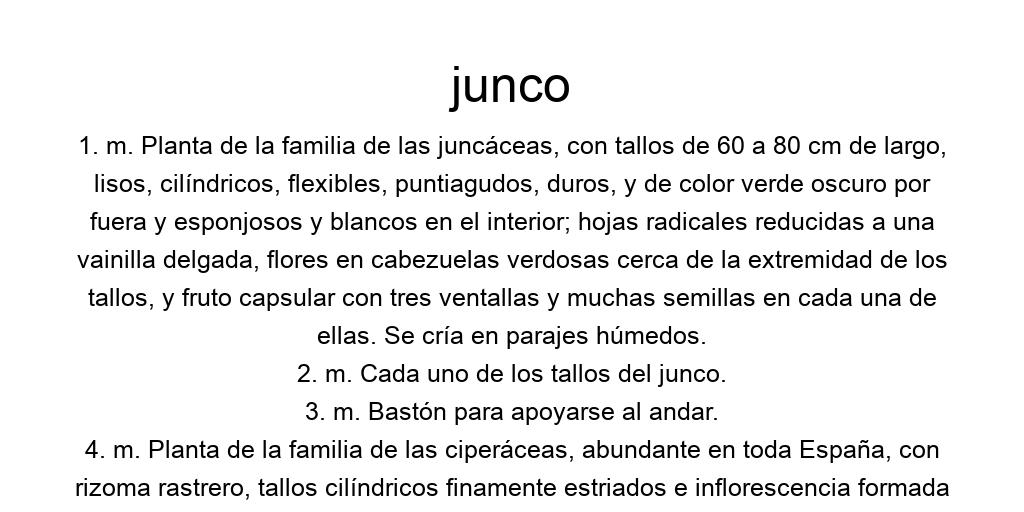 junco
1. m. Planta de la familia de las juncáceas, con tallos de 60 a 80 cm de largo,
lisos, cilíndricos, flexibles, puntiagudos, duros, y de color verde oscuro por
fuera y esponjosos y blancos en el interior; hojas radicales reducidas a una
vainilla delgada, flores en cabezuelas verdosas cerca de la extremidad de los
tallos, y fruto capsular con tres ventallas y muchas semillas en cada una de
ellas. Se cría en parajes húmedos.
2. m. Cada uno de los tallos del junco.
3. m. Bastón para apoyarse al andar.
4. m. Planta de la familia de las ciperáceas, abundante en toda España, con
rizoma rastrero, tallos cilíndricos finamente estriados e inflorescencia formada